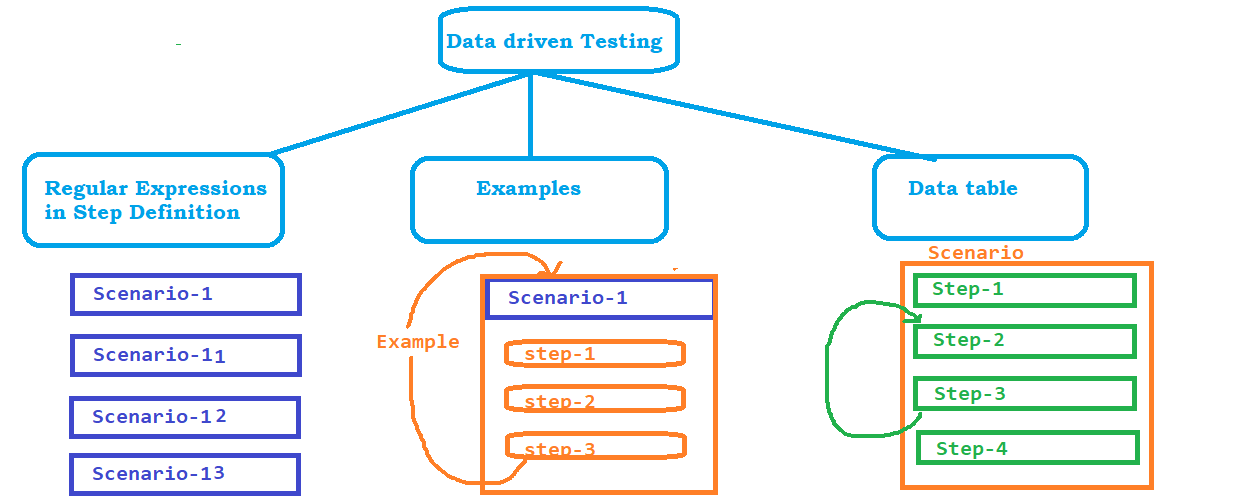 Data driven Testing
Regular Expressions
in Step Definition
Examples
Data table
Scenario-1
Scenario-11
Scenario-12
Scenario-13
Example
Scenario-1
step-1
step-2
step-3
Scenario
Step-1
Step-2
Step-3
Step-4